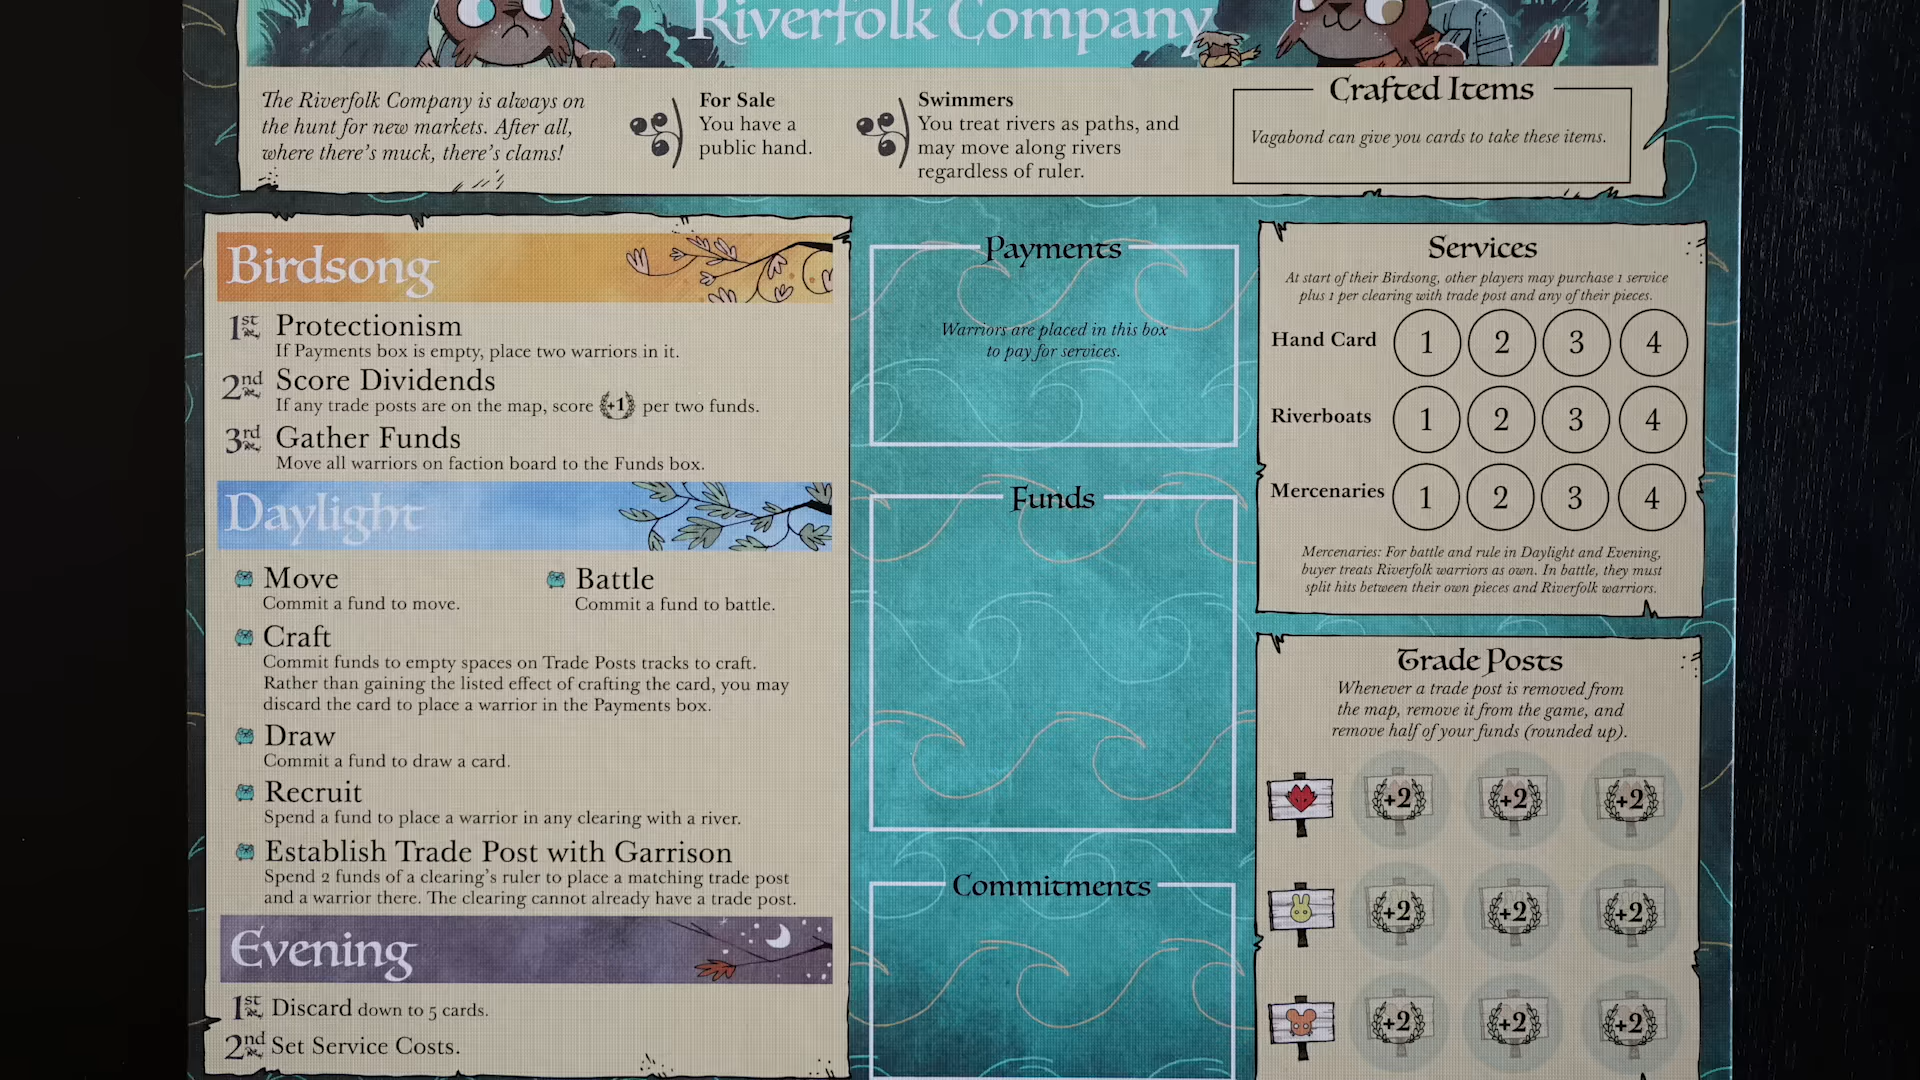 Riverfolk Company
The Riverfolk Company is always on
the hunt for new markets. After all,
where there's muck, there's clams!
For Sale
You have a
public hand.
Swimmers
You treat rivers as paths, and
may move along rivers
regardless of ruler.
Crafted Items
Vagabond can give you cards to take these items.
Birdsong
1st Protectionism
If Payments box is empty, place two warriors in it.
2nd Score Dividends
If any trade posts are on the map, score +1 per two funds.
3rd Gather Funds
Move all warriors on faction board to the Funds box.
Daylight
Move
Commit a fund to move.
Battle
Commit a fund to battle.
Craft
Commit funds to empty spaces on Trade Posts tracks to craft.
Rather than gaining the listed effect of crafting the card, you may
discard the card to place a warrior in the Payments box.
Draw
Commit a fund to draw a card.
Recruit
Spend a fund to place a warrior in any clearing with a river.
Establish Trade Post with Garrison
Spend 2 funds of a clearing's ruler to place a matching trade post
and a warrior there. The clearing cannot already have a trade post.
Evening
1st Discard down to 5 cards.
2nd Set Service Costs.
Payments
Warriors are placed in this box
to pay for services.
Funds
Commitments
Services
At start of their Birdsong, other players may purchase 1 service
plus 1 per clearing with trade post and any of their pieces.
Hand Card 1 2 3 4
Riverboats 1 2 3 4
Mercenaries 1 2 3 4
Mercenaries: For battle and rule in Daylight and Evening,
buyer treats Riverfolk warriors as own. In battle, they must
split hits between their own pieces and Riverfolk warriors.
Trade Posts
Whenever a trade post is removed from
the map, remove it from the game, and
remove half of your funds (rounded up).
+2 +2 +2
+2 +2 +2
+2 +2 +2